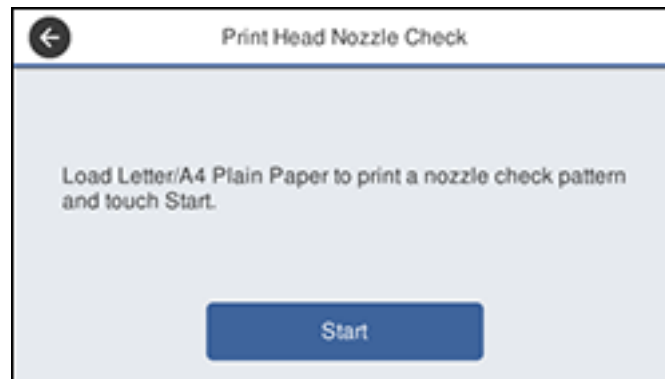 Print Head Nozzle Check
Load Letter/A4 Plain Paper to print a nozzle check pattern
and touch Start.
Start